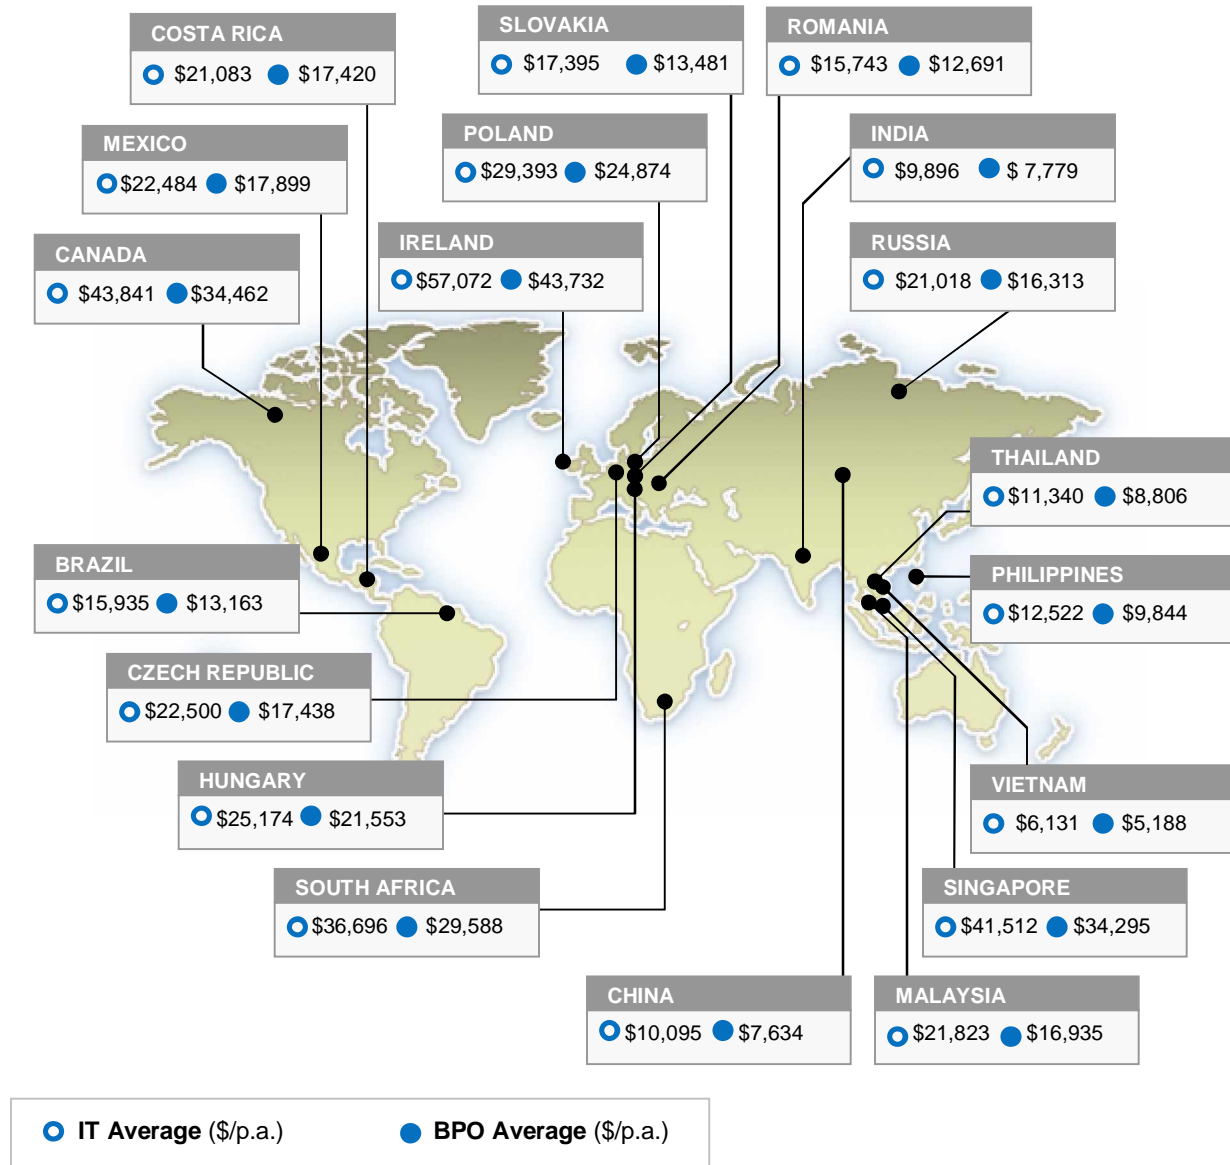 COSTA RICA
$21,083 $17,420
SLOVAKIA
$17,395 $13,481
ROMANIA
$15,743 $12,691
MEXICO
$22,484 $17,899
POLAND
$29,393 $24,874
INDIA
$9,896 $ 7,779
CANADA
$43,841 $34,462
IRELAND
$57,072 $43,732
RUSSIA
$21,018 $16,313
THAILAND
$11,340 $8,806
BRAZIL
$15,935 $13,163
PHILIPPINES
$12,522 $9,844
CZECH REPUBLIC
$22,500 $17,438
HUNGARY
$25,174 $21,553
VIETNAM
$6,131 $5,188
SOUTH AFRICA
$36,696 $29,588
SINGAPORE
$41,512 $34,295
CHINA
$10,095 $7,634
MALAYSIA
$21,823 $16,935
IT Average ($/p.a.) BPO Average ($/p.a.)